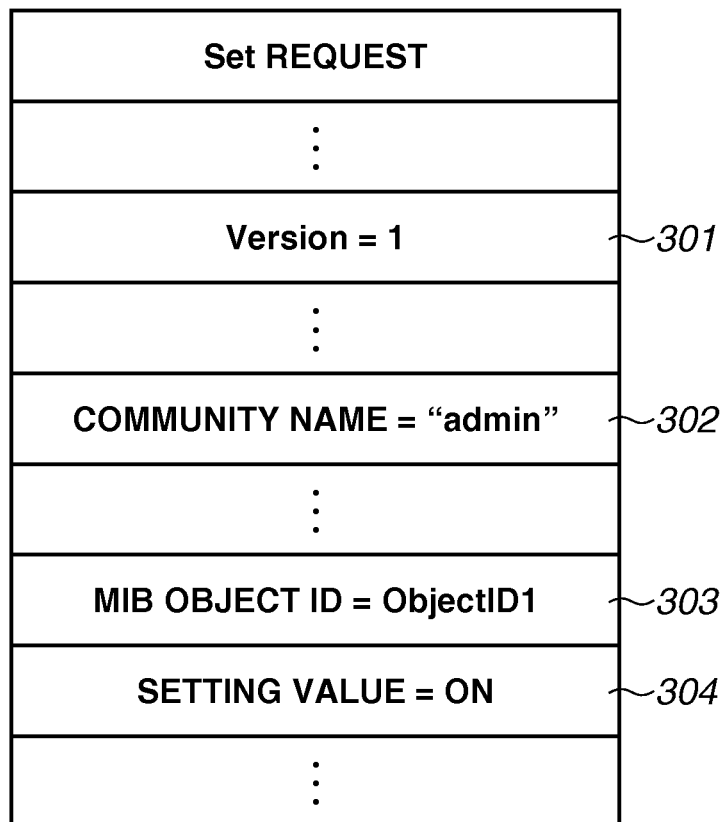 Set REQUEST
⋮
Version = 1 301
⋮
COMMUNITY NAME = “admin” 302
⋮
MIB OBJECT ID = ObjectID1 303
SETTING VALUE = ON 304
⋮